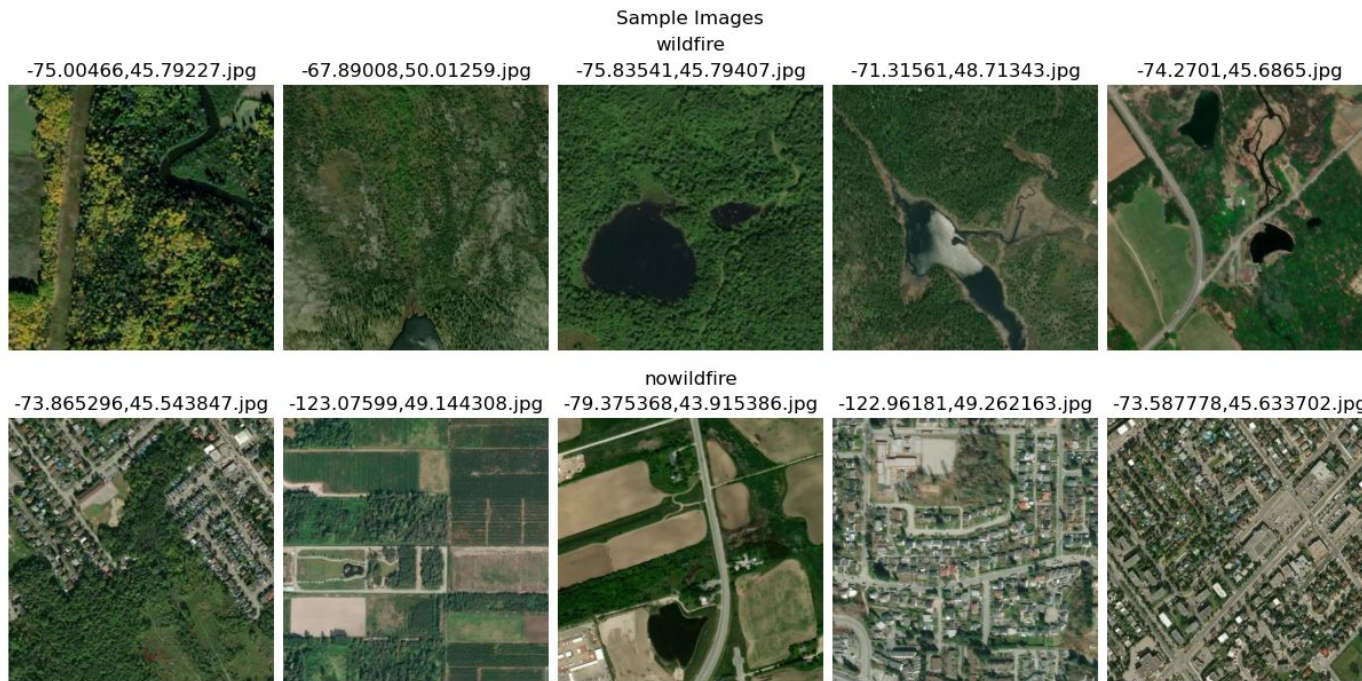 Sample Images
wildfire
-75.00466,45.79227.jpg
-67.89008,50.01259.jpg
-75.83541,45.79407.jpg
-71.31561,48.71343.jpg
-74.2701,45.6865.jpg
nowildfire
-73.865296,45.543847.jpg
-123.07599,49.144308.jpg
-79.375368,43.915386.jpg
-122.96181,49.262163.jpg
-73.587778,45.633702.jpg